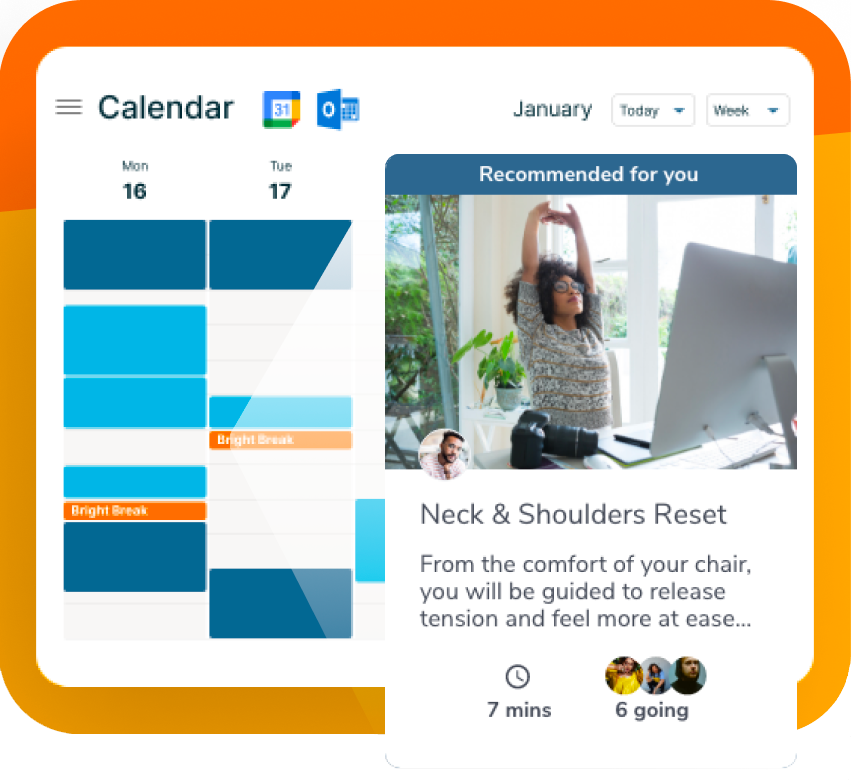 Calendar
31
O
January
Today
Week
Mon
16
Tue
17
Bright Break
Bright Break
Recommended for you
Neck & Shoulders Reset
From the comfort of your chair,
you will be guided to release
tension and feel more at ease...
7 mins
6 going